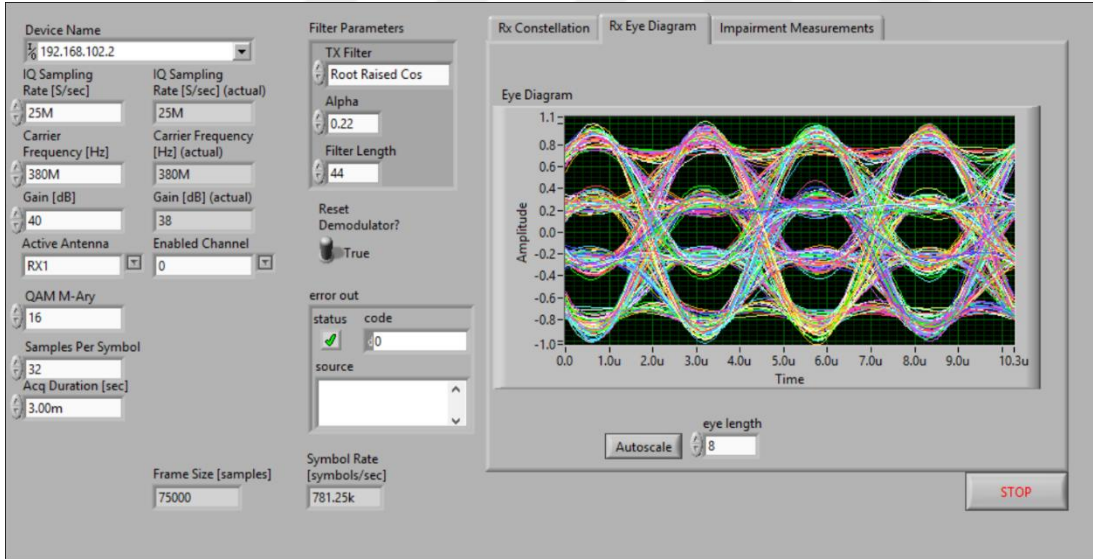 Device Name
192.168.102.2
IQ Sampling
Rate [S/sec]
25M
IQ Sampling
Rate [S/sec] (actual)
25M
Carrier
Frequency [Hz]
380M
Carrier Frequency
[Hz] (actual)
380M
Gain [dB]
40
Gain [dB] (actual)
38
Active Antenna
RX1
Enabled Channel
0
QAM M-Ary
16
Samples Per Symbol
32
Acq Duration [sec]
3.00m
Frame Size [samples]
75000
Filter Parameters
TX Filter
Root Raised Cos
Alpha
0.22
Filter Length
44
Reset
Demodulator?
True
error out
status code
0
source
Symbol Rate
[symbols/sec]
781.25k
Rx Constellation
Rx Eye Diagram
Impairment Measurements
Eye Diagram
Amplitude
1.1
0.8
0.6
0.4
0.2
0.0
-0.2
-0.4
-0.6
-0.8
-1.0
0.0 1.0u 2.0u 3.0u 4.0u 5.0u 6.0u 7.0u 8.0u 9.0u 10.3u
Time
Autoscale
eye length
8
STOP